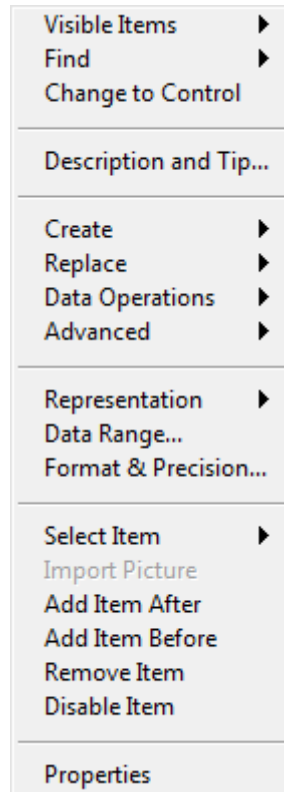 Visible Items
Find
Change to Control
Description and Tip...
Create
Replace
Data Operations
Advanced
Representation
Data Range...
Format & Precision...
Select Item
Import Picture
Add Item After
Add Item Before
Remove Item
Disable Item
Properties